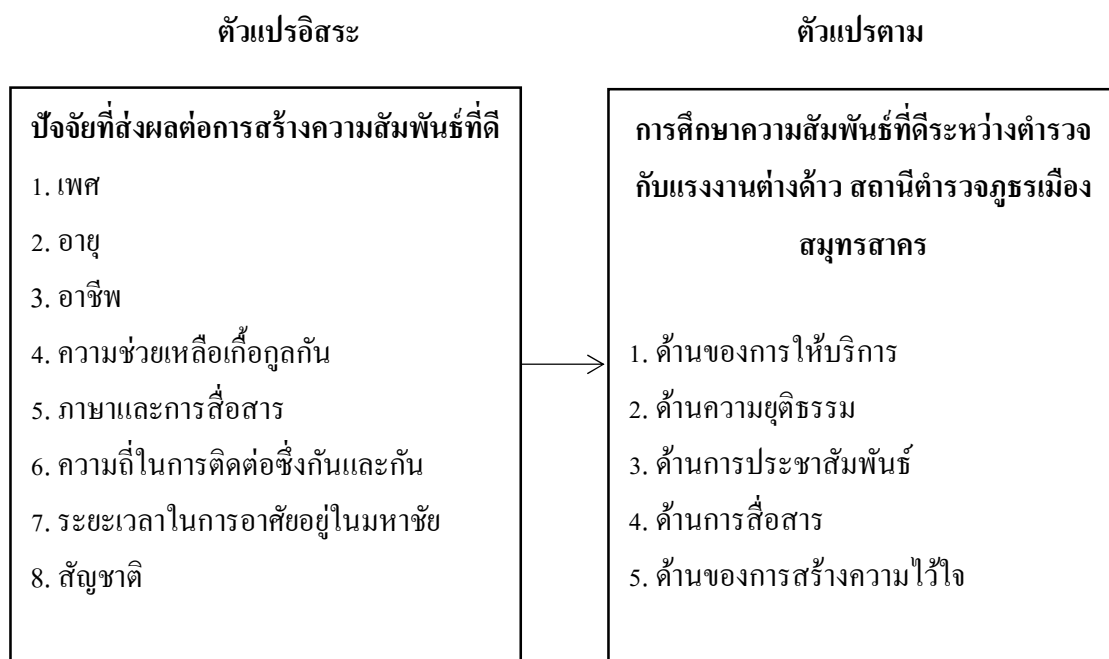 ตัวแปรอิสระ
ตัวแปรตาม
ปัจจัยที่ส่งผลต่อการสร้างความสัมพันธ์ที่ดี
1. เพศ
2. อายุ
3. อาชีพ
4. ความช่วยเหลือเกื้อกูลกัน
5. ภาษาและการสื่อสาร
6. ความถี่ในการติดต่อซึ่งกันและกัน
7. ระยะเวลาในการอาศัยอยู่ในมหาชัย
8. สัญชาติ
การศึกษาความสัมพันธ์ที่ดีระหว่างตำรวจ
กับแรงงานต่างด้าว สถานีตำรวจภูธรเมือง
สมุทรสาคร
1. ด้านของการให้บริการ
2. ด้านความยุติธรรม
3. ด้านการประชาสัมพันธ์
4. ด้านการสื่อสาร
5. ด้านของการสร้างความไว้ใจ